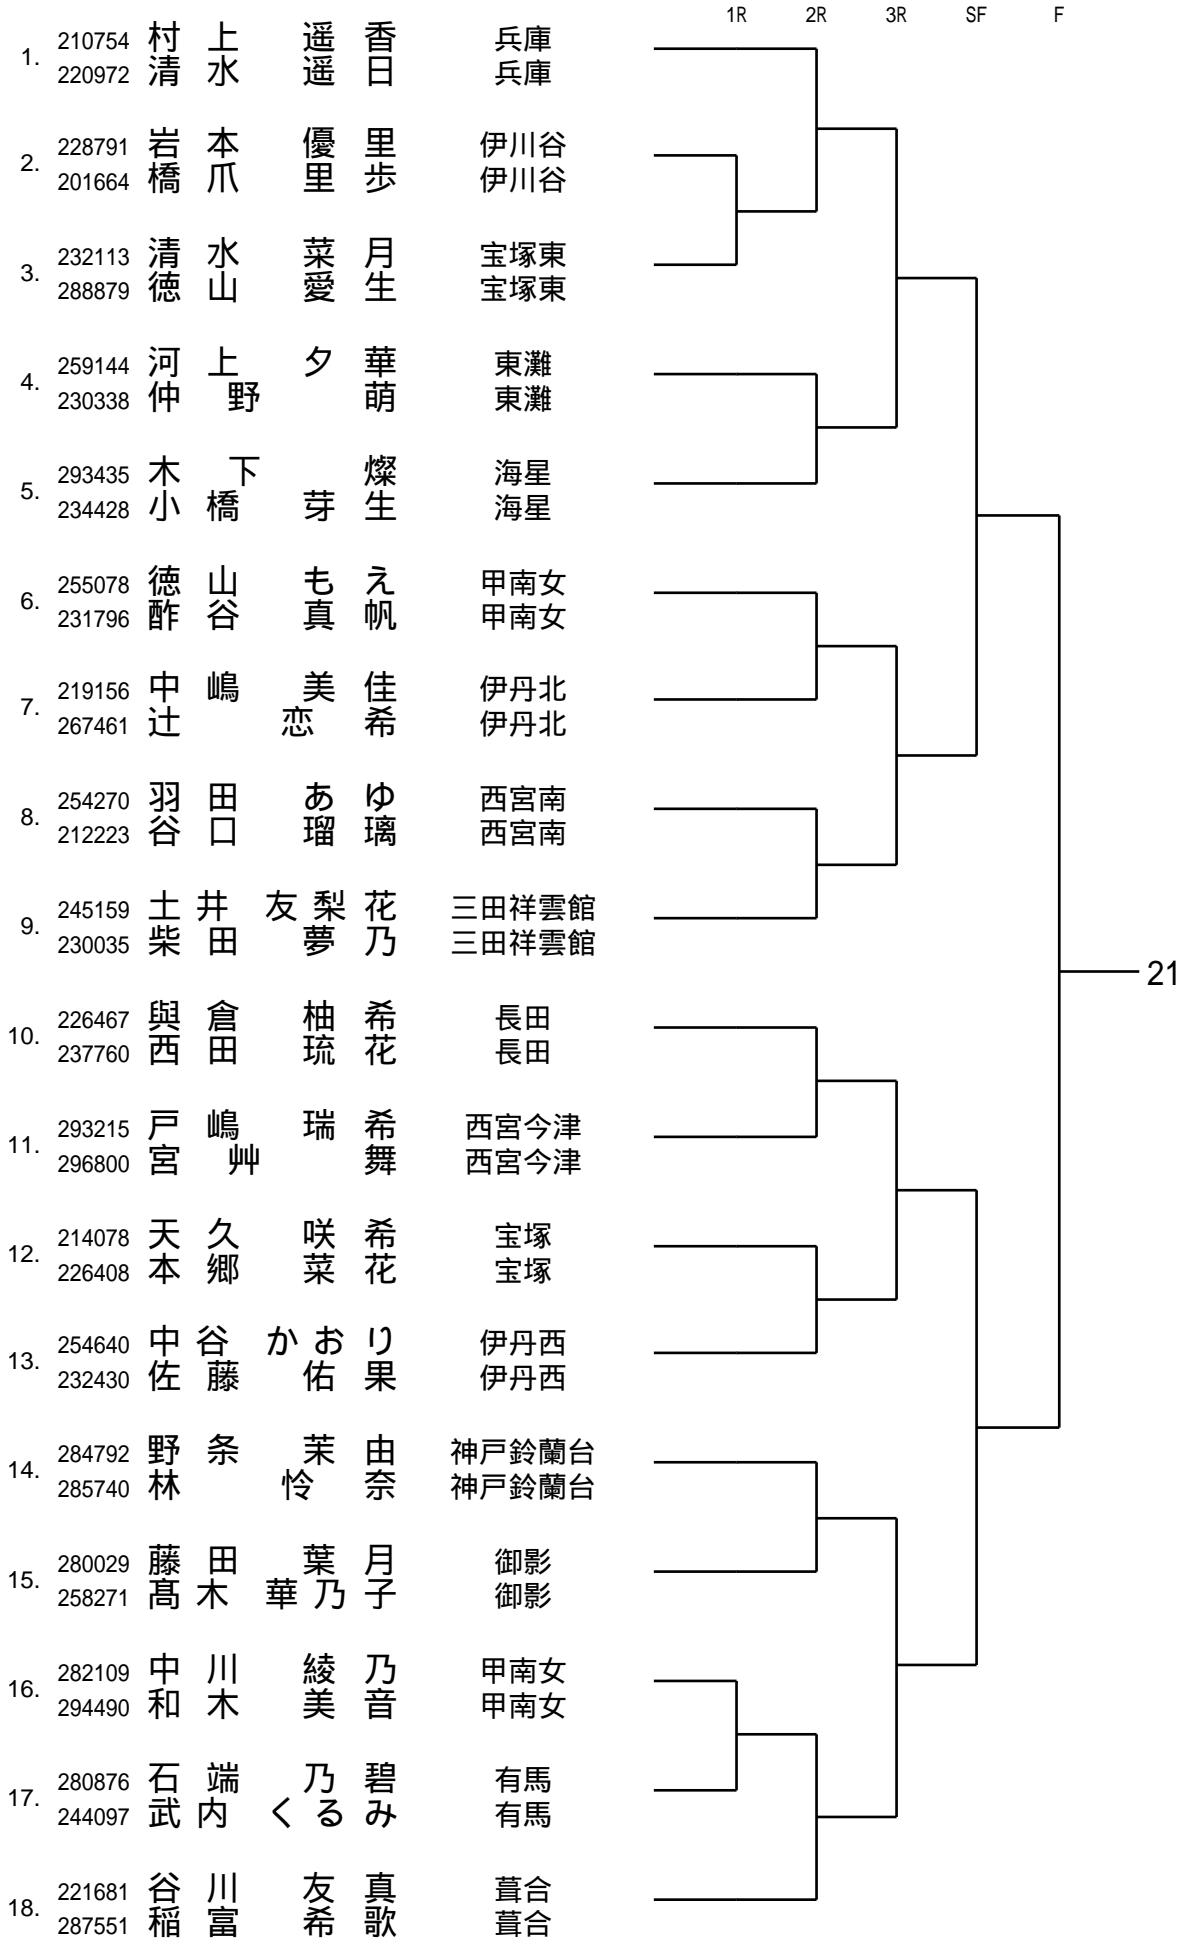 1R 2R 3R SF F
1. 210754 村上 遥香 兵庫
220972 清水 遥日 兵庫
2. 228791 岩本 優里 伊川谷
201664 橋爪 里歩 伊川谷
3. 232113 清水 菜月 宝塚東
288879 徳山 愛生 宝塚東
4. 259144 河上 夕華 東灘
230338 仲野 萌 東灘
5. 293435 木下 燦 海星
234428 小橋 芽生 海星
6. 255078 徳山 もえ 甲南女
231796 酢谷 真帆 甲南女
7. 219156 中嶋 美佳 伊丹北
267461 辻 恋希 伊丹北
8. 254270 羽田 あゆ 西宮南
212223 谷口 瑠璃 西宮南
9. 245159 土井 友梨花 三田祥雲館
230035 柴田 夢乃 三田祥雲館
21
10. 226467 與倉 柚希 長田
237760 西田 琉花 長田
11. 293215 戸嶋 瑞希 西宮今津
296800 宮艸 舞 西宮今津
12. 214078 天久 咲希 宝塚
226408 本郷 菜花 宝塚
13. 254640 中谷 かおり 伊丹西
232430 佐藤 佑果 伊丹西
14. 284792 野条 茉由 神戸鈴蘭台
285740 林 怜奈 神戸鈴蘭台
15. 280029 藤田 葉月 御影
258271 髙木 華乃子 御影
16. 282109 中川 綾乃 甲南女
294490 和木 美音 甲南女
17. 280876 石端 乃碧 有馬
244097 武内 くるみ 有馬
18. 221681 谷川 友真 葺合
287551 稲富 希歌 葺合